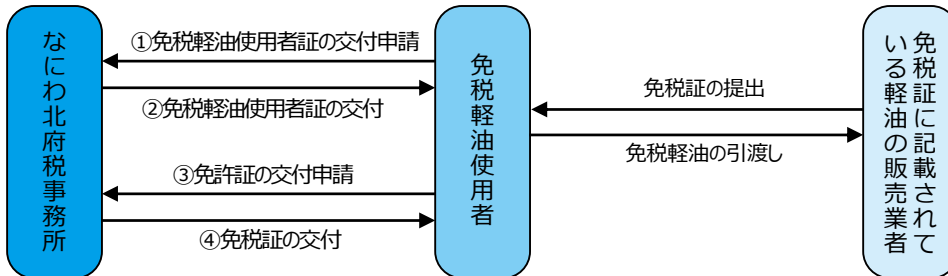 なにわ北府税事務所
①免税軽油使用者証の交付申請
②免税軽油使用者証の交付
③免許証の交付申請
④免税証の交付
免税軽油使用者
免税証の提出
免税軽油の引渡し
免税証に記載されて
いる軽油の販売業者